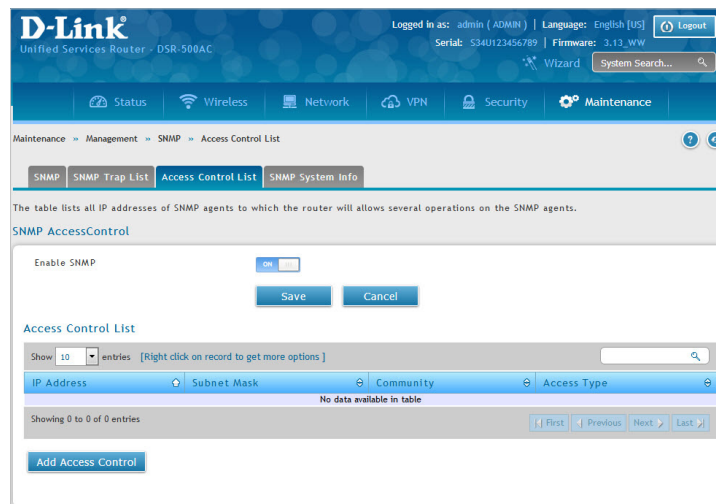 D-Link®
Unified Services Router - DSR-500AC
Logged in as: admin ( ADMIN ) | Language: English [US]
Logout
Serial: S34U123456789 | Firmware: 3.13_WW
Wizard
System Search...
Status
Wireless
Network
VPN
Security
Maintenance
Maintenance » Management » SNMP » Access Control List
?
SNMP
SNMP Trap List
Access Control List
SNMP System Info
The table lists all IP addresses of SNMP agents to which the router will allows several operations on the SNMP agents.
SNMP AccessControl
Enable SNMP
ON
Save
Cancel
Access Control List
Show 10 entries [Right click on record to get more options ]
IP Address
Subnet Mask
Community
Access Type
No data available in table
Showing 0 to 0 of 0 entries
First
Previous
Next
Last
Add Access Control